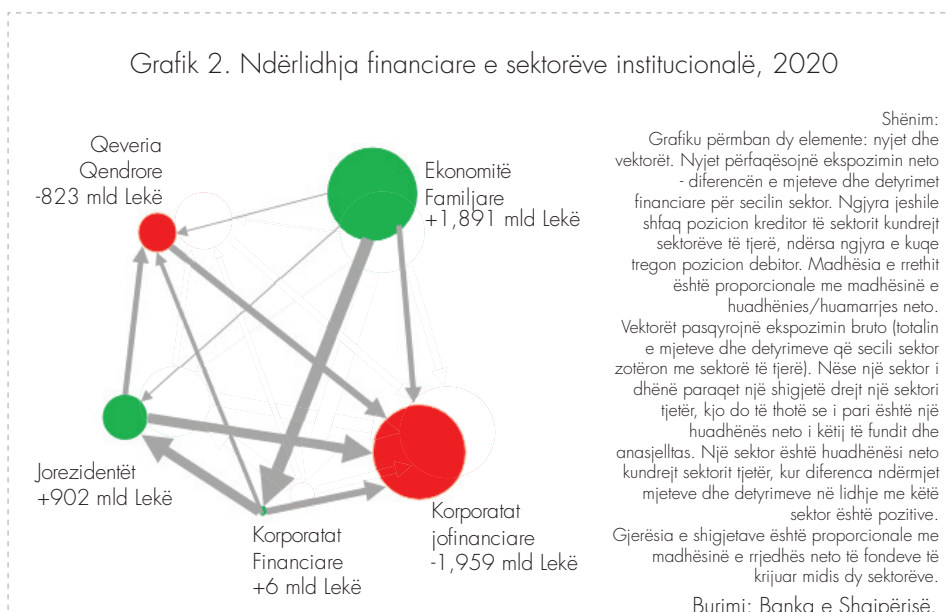 Grafik 2. Ndërlidhja financiare e sektorëve institucionalë, 2020
Qeveria
Qendrore
-823 mld Lekë
Ekonomitë
Familjare
+1,891 mld Lekë
Jorezidentët
+902 mld Lekë
Korporatat
Financiare
+6 mld Lekë
Korporatat
jofinanciare
-1,959 mld Lekë
Shënim:
Grafiku përmban dy elemente: nyjet dhe
vektorët. Nyjet përfaqësojnë ekspozimin neto
- diferencën e mjeteve dhe detyrimet
financiare për secilin sektor. Ngjyra jeshile
shfaq pozicion kreditor të sektorit kundrejt
sektorëve të tjerë, ndërsa ngjyra e kuqe
tregon pozicion debitor. Madhësia e rrethit
është proporcionale me madhësinë e
huadhënies/huamarrjes neto.
Vektorët pasqyrojnë ekspozimin bruto (totalin
e mjeteve dhe detyrimeve që secili sektor
zotëron me sektorë të tjerë). Nëse një sektor i
dhënë paraqet një shigjetë drejt një sektori
tjetër, kjo do të thotë se i pari është një
huadhënës neto i këtij të fundit dhe
anasjelltas. Një sektor është huadhënësi neto
kundrejt sektorit tjetër, kur diferenca ndërmjet
mjeteve dhe detyrimeve në lidhje me këtë
sektor është pozitive.
Gjerësia e shigjetave është proporcionale me
madhësinë e rrjedhës neto të fondeve të
krijuar midis dy sektorëve.
Burimi: Banka e Shqipërisë.